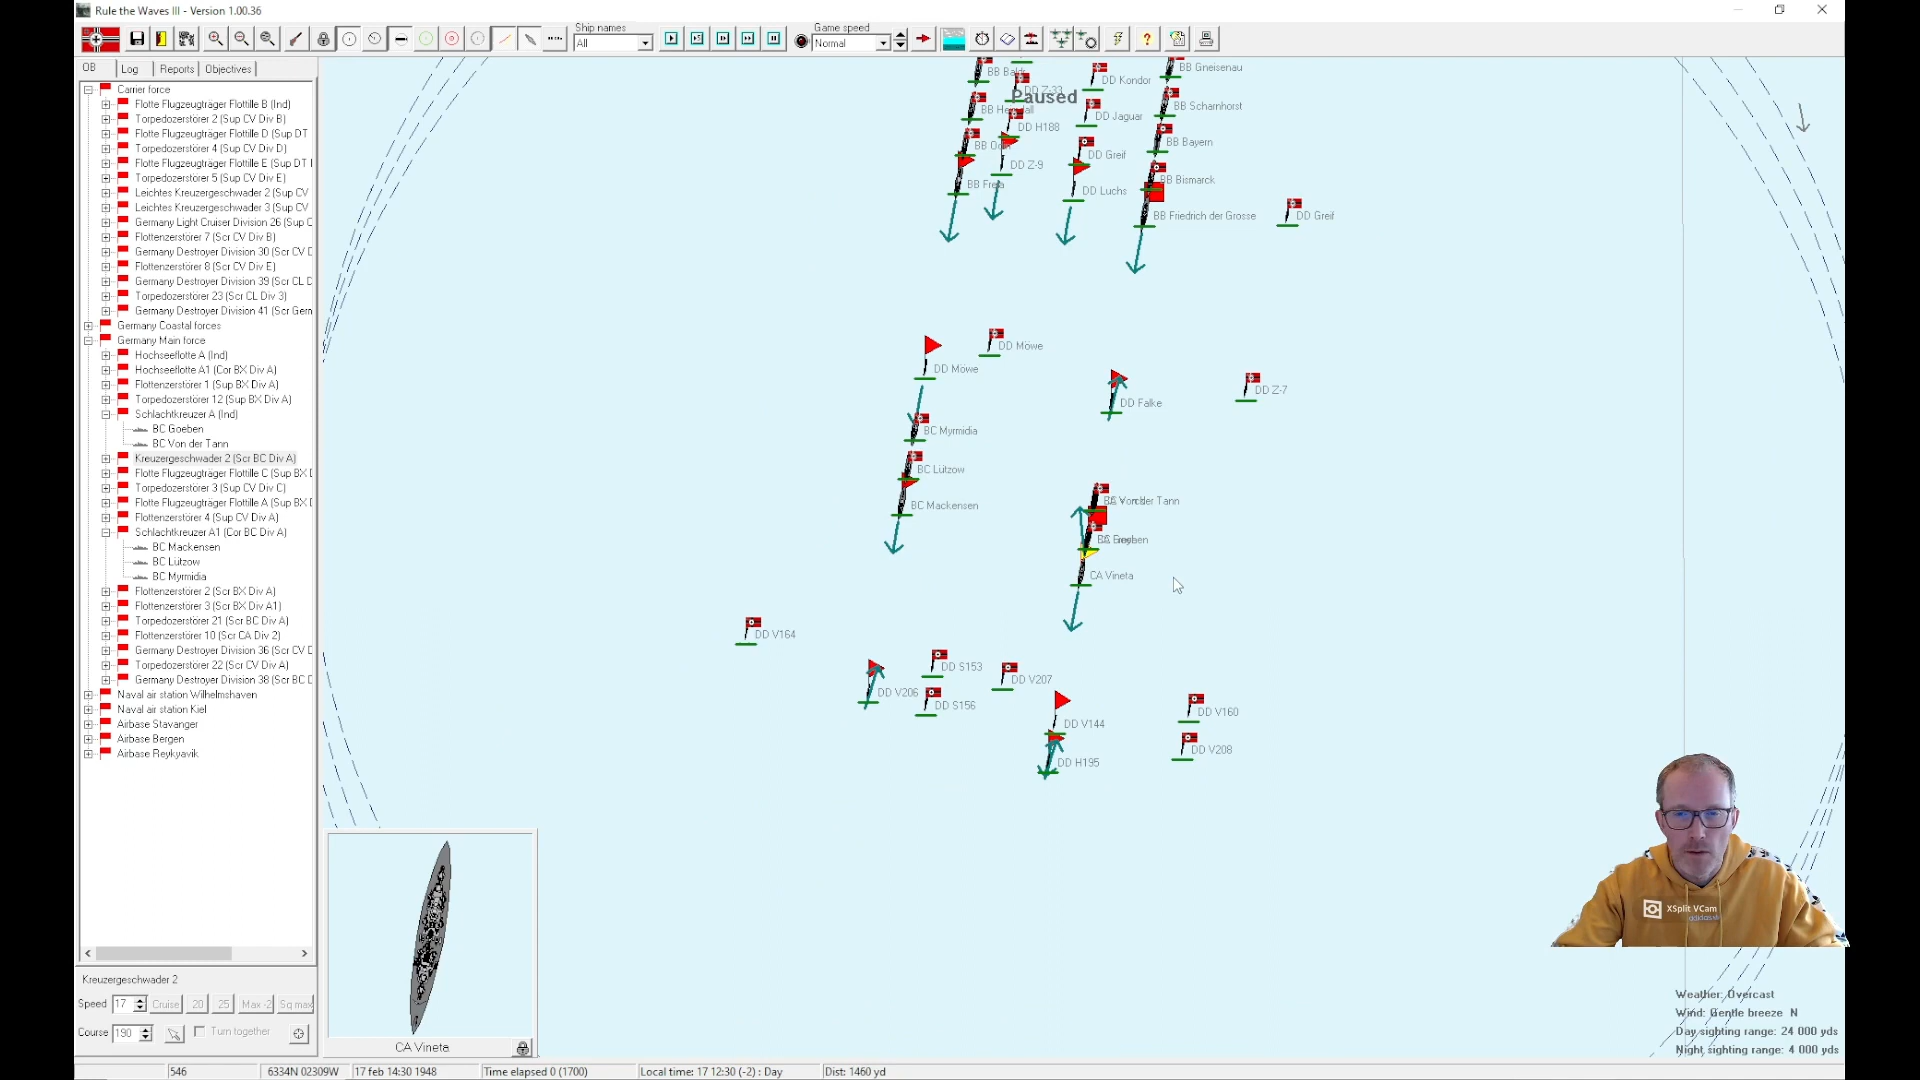 Rule the Waves III - Version 1.00.36
Ship names
All
Game speed
Normal
OB
Log
Reports
Objectives
Carrier force
Flotte Flugzeugträger Flottille B (Ind)
Torpedozerstörer 2 (Sup CV Div B)
Flotte Flugzeugträger Flottille D (Sup DT
Torpedozerstörer 4 (Sup CV Div D)
Flotte Flugzeugträger Flottille E (Sup DT
Torpedozerstörer 5 (Sup CV Div E)
Leichtes Kreuzergeschwader 2 (Sup CV
Leichtes Kreuzergeschwader 3 (Sup CV
Germany Light Cruiser Division 26 (Sup C
Flottenzerstörer 7 (Scr CV Div B)
Germany Destroyer Division 30 (Scr CV D
Flottenzerstörer 8 (Scr CV Div E)
Germany Destroyer Division 39 (Scr CL D
Torpedozerstörer 23 (Scr CL Div 3)
Germany Destroyer Division 41 (Scr Germ
Germany Coastal forces
Germany Main force
Hochseeflotte A (Ind)
Hochseeflotte A1 (Cor BX Div A)
Flottenzerstörer 1 (Sup BX Div A)
Torpedozerstörer 12 (Sup BX Div A)
Schlachtkreuzer A (Ind)
BC Goeben
BC Von der Tann
Kreuzergeschwader 2 (Scr BC Div A)
Flotte Flugzeugträger Flottille C (Sup BX D
Torpedozerstörer 3 (Sup CV Div C)
Flotte Flugzeugträger Flottille A (Sup BX D
Flottenzerstörer 4 (Sup CV Div A)
Schlachtkreuzer A1 (Cor BC Div A)
BC Mackensen
BC Lützow
BC Myrmidia
Flottenzerstörer 2 (Scr BX Div A)
Flottenzerstörer 3 (Scr BX Div A1)
Torpedozerstörer 21 (Scr BC Div A)
Flottenzerstörer 10 (Scr CA Div 2)
Germany Destroyer Division 36 (Scr CV D
Torpedozerstörer 22 (Scr CV Div A)
Germany Destroyer Division 38 (Scr BC D
Naval air station Wilhelmshaven
Naval air station Kiel
Airbase Stavanger
Airbase Bergen
Airbase Reykyavik
Kreuzergeschwader 2
Speed 17 Cruise 20 25 Max -2 Sq max
Course 190 Turn together
CA Vineta
Paused
DD Kondor
BB Gneisenau
DD Jaguar
BB Scharnhorst
DD H188
BB Bayern
DD Z-9
DD Greif
BB Freja
DD Luchs
BB Bismarck
BB Friedrich der Grosse
DD Greif
DD Möwe
DD Möwe
DD Falke
DD Z-7
BC Myrmidia
BC Lützow
BC Mackensen
CA Vineta
DD V164
DD S153
DD V206
DD V207
DD S156
DD V144
DD V160
DD H195
DD V208
XSplit VCam
adidas
Weather: Overcast
Wind: Gentle breeze N
Day sighting range: 24 000 yds
Night sighting range: 4 000 yds
546
6334N 02309W
17 feb 14:30 1948
Time elapsed 0 (1700)
Local time: 17 12:30 (-2) : Day
Dist: 1460 yd